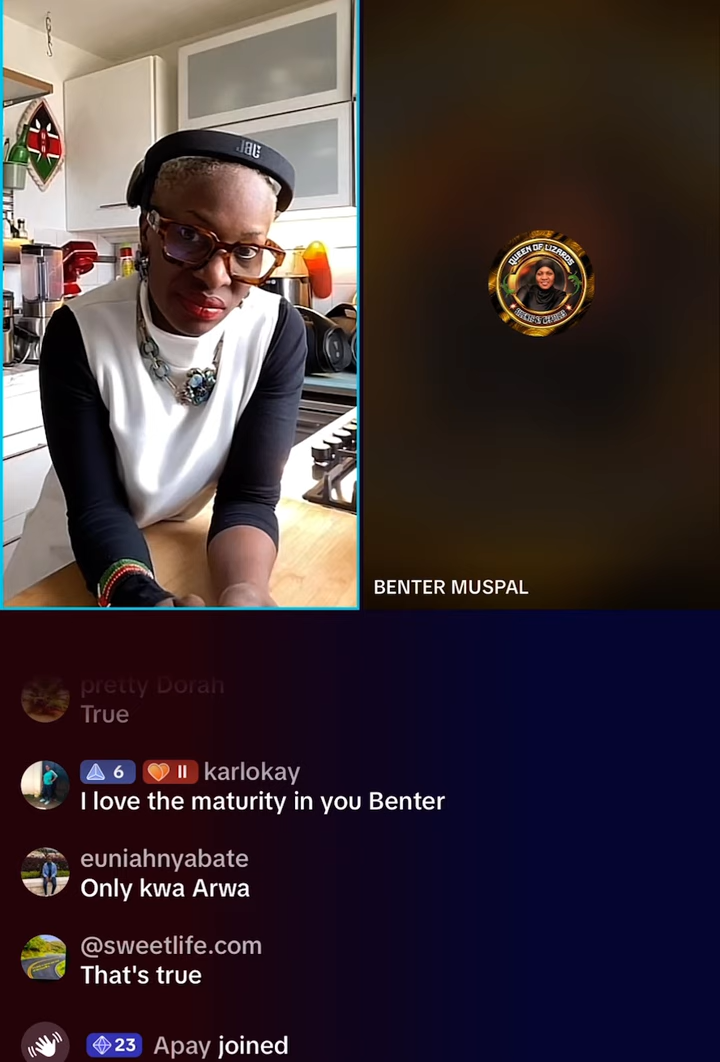 JBL
QUEEN OF LIZARDS
BENTER MUSPAL
pretty Dorah
True
6 II karlokay
I love the maturity in you Benter
euniahnyabate
Only kwa Arwa
@sweetlife.com
That's true
23 Apay joined